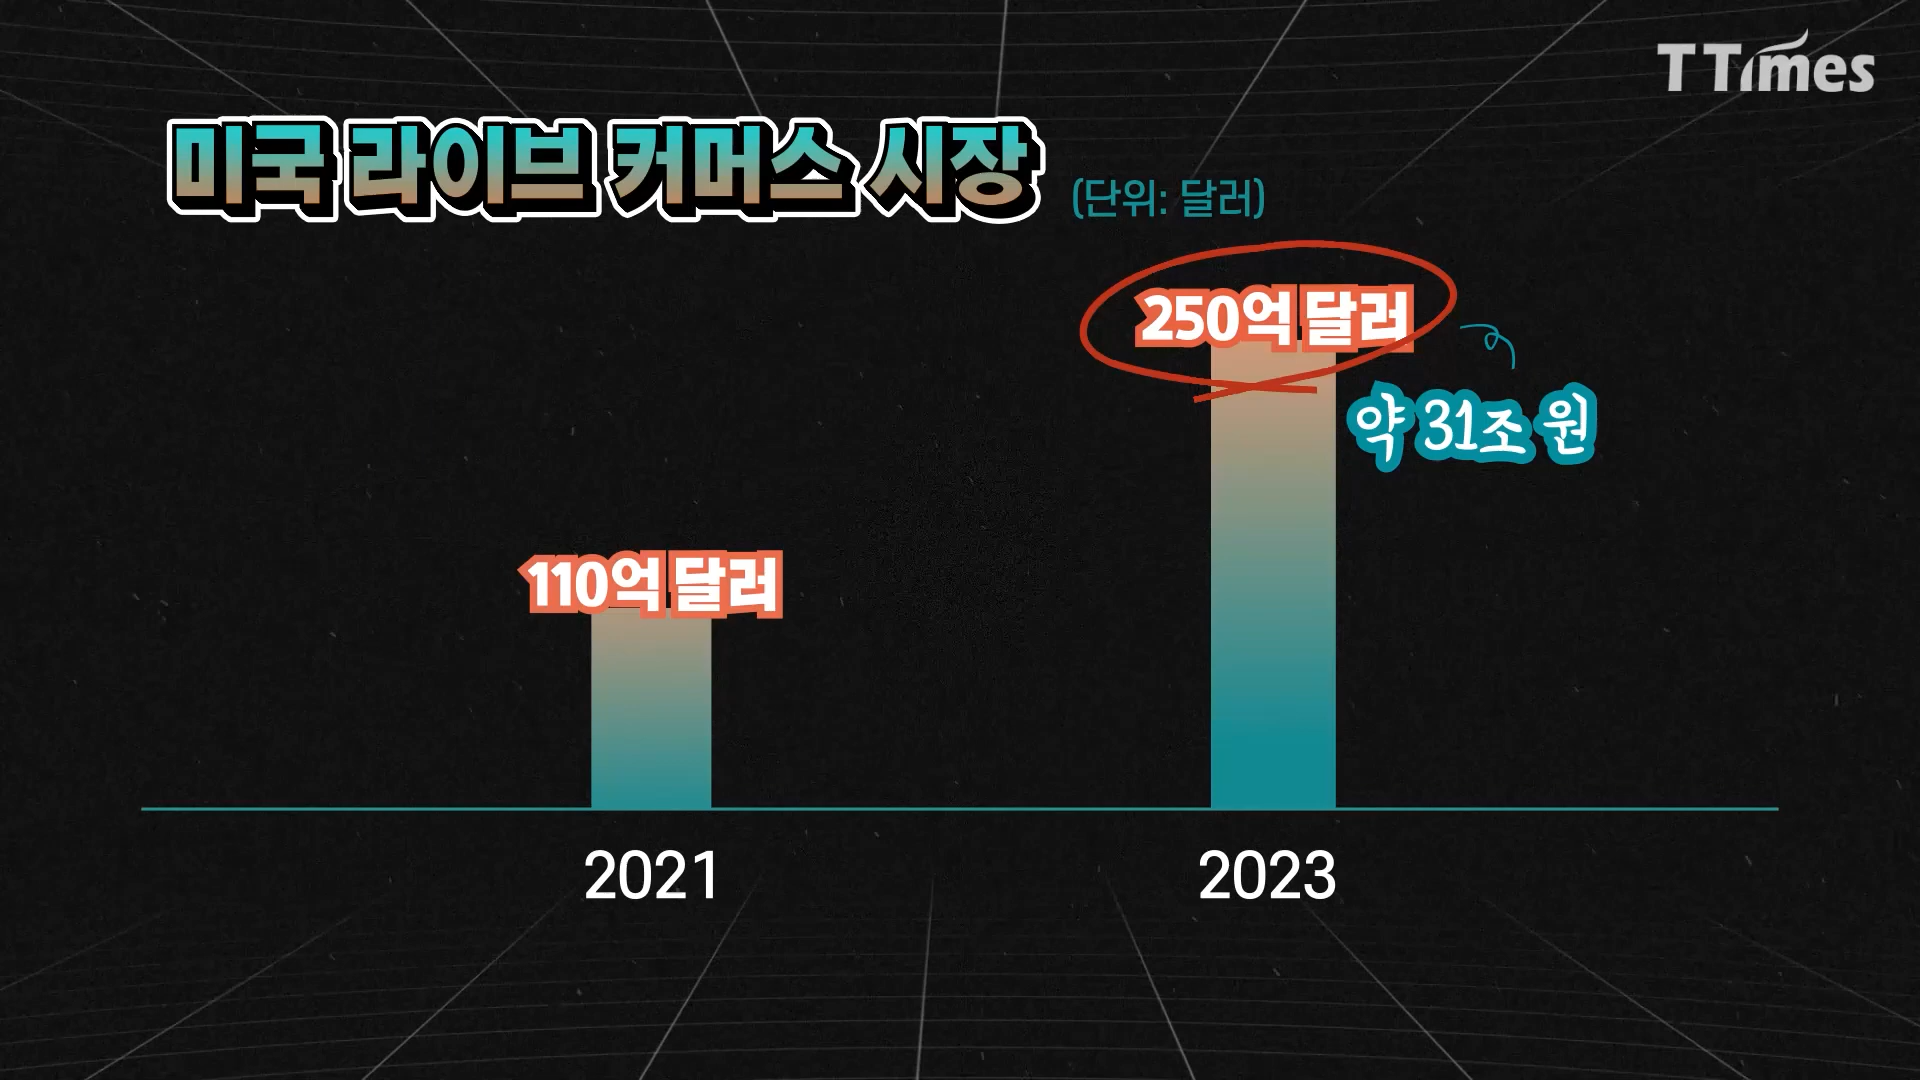 TTimes
미국 라이브 커머스 시장 (단위: 달러)
250억 달러
약 31조 원
110억 달러
2021
2023